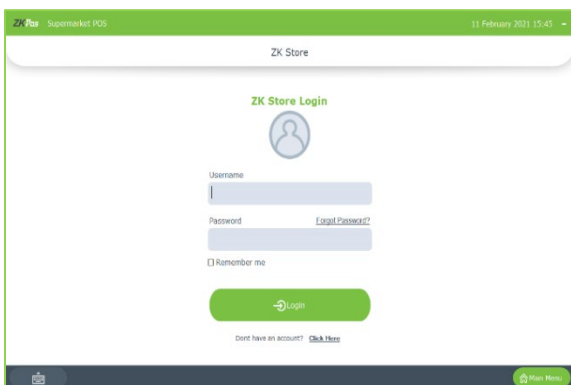 ZKPos Supermarket POS 11 February 2021 15:45
ZK Store
ZK Store Login
Username
Password Forgot Password?
Remember me
Login
Dont have an account? Click Here
Main Menu